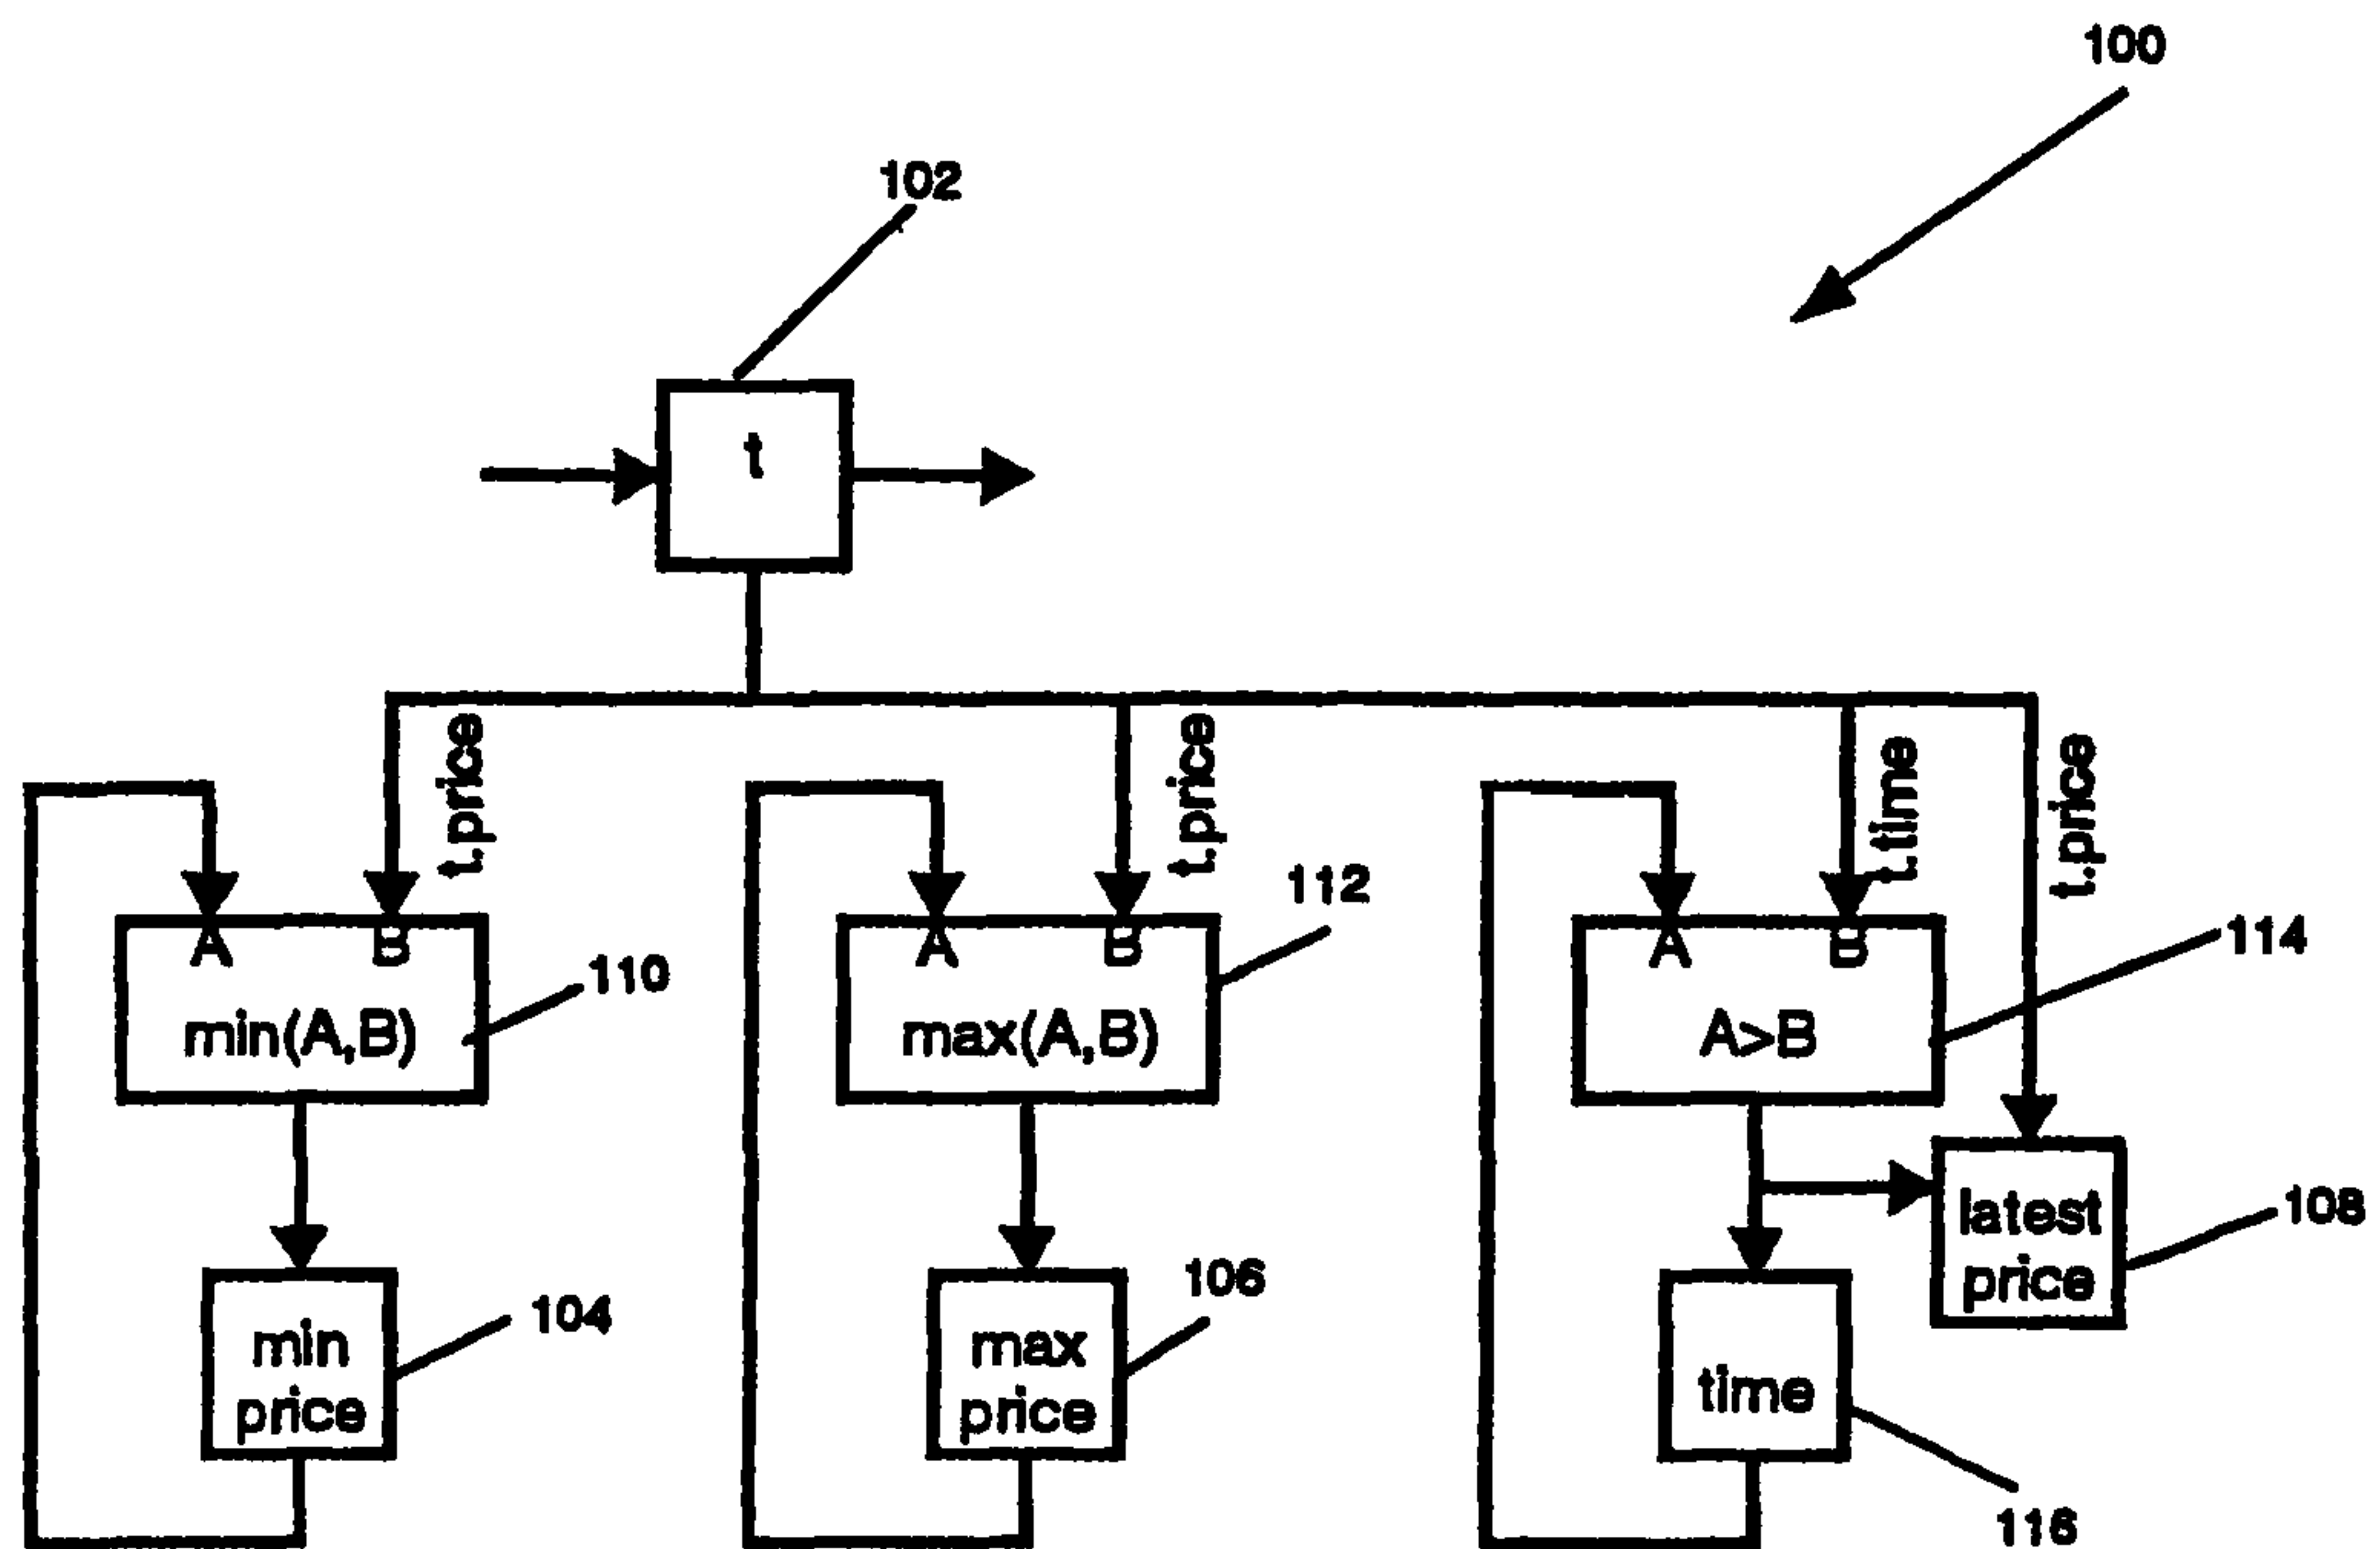 100
102
t
t.price
t.price
t.time
t.price
112
A B
A B
A B
114
110
min(A,B)
max(A,B)
A>B
latest
price
108
104
106
min
price
max
price
time
116